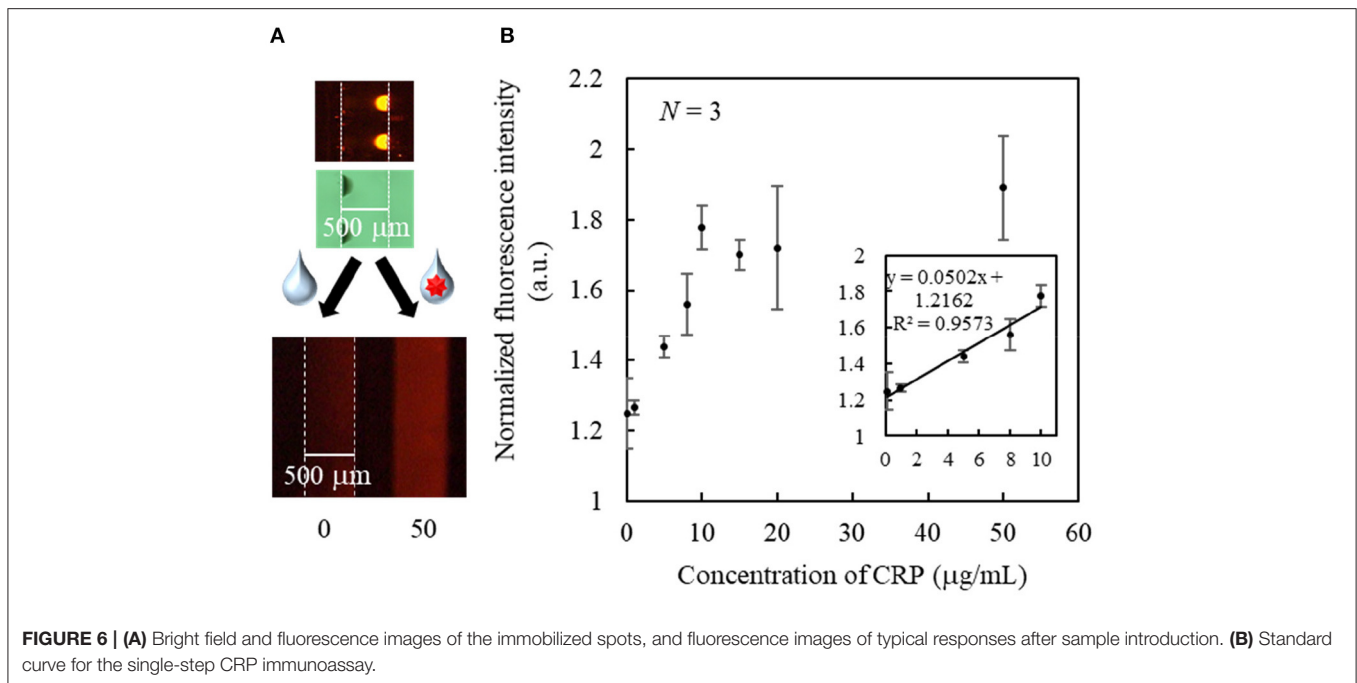 A
B
500 μm
500 μm
0 50
Normalized fluorescence intensity
(a.u.)
2.2
2
1.8
1.6
1.4
1.2
1
N = 3
0 10 20 30 40 50 60
Concentration of CRP (μg/mL)
2
1.8
1.6
1.4
1.2
1
y = 0.0502x +
1.2162
R² = 0.9573
0 2 4 6 8 10
FIGURE 6 | (A) Bright field and fluorescence images of the immobilized spots, and fluorescence images of typical responses after sample introduction. (B) Standard
curve for the single-step CRP immunoassay.